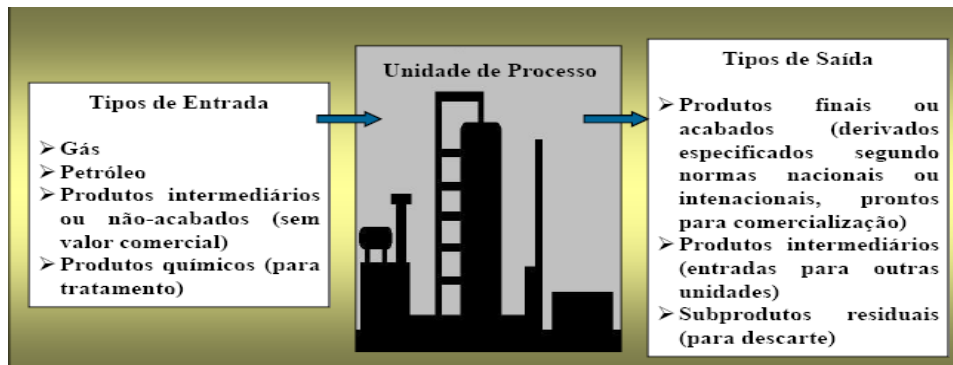 Tipos de Entrada
➢ Gás
➢ Petróleo
➢ Produtos intermediários
ou não-acabados (sem
valor comercial)
➢ Produtos químicos (para
tratamento)
Unidade de Processo
Tipos de Saída
➢ Produtos finais ou
acabados (derivados
especificados segundo
normas nacionais ou
intenacionais, prontos
para comercialização)
➢ Produtos intermediários
(entradas para outras
unidades)
➢ Subprodutos residuais
(para descarte)